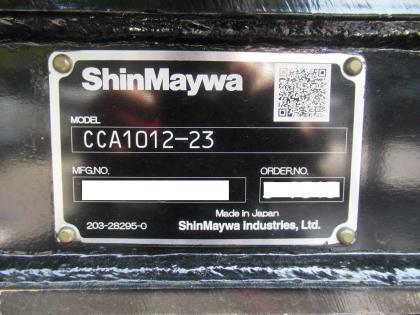 ShinMaywa
MODEL
CCA1012-23
MFG.NO. ORDER.NO.
Made in Japan
203-28295-0 ShinMaywa Industries, Ltd.